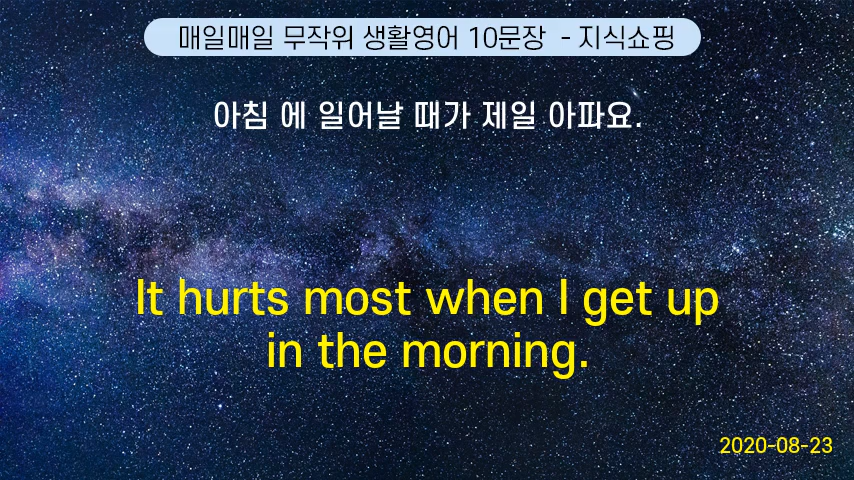 매일매일 무작위 생활영어 10문장 - 지식쇼핑
아침 에 일어날 때가 제일 아파요.
It hurts most when I get up
in the morning.
2020-08-23